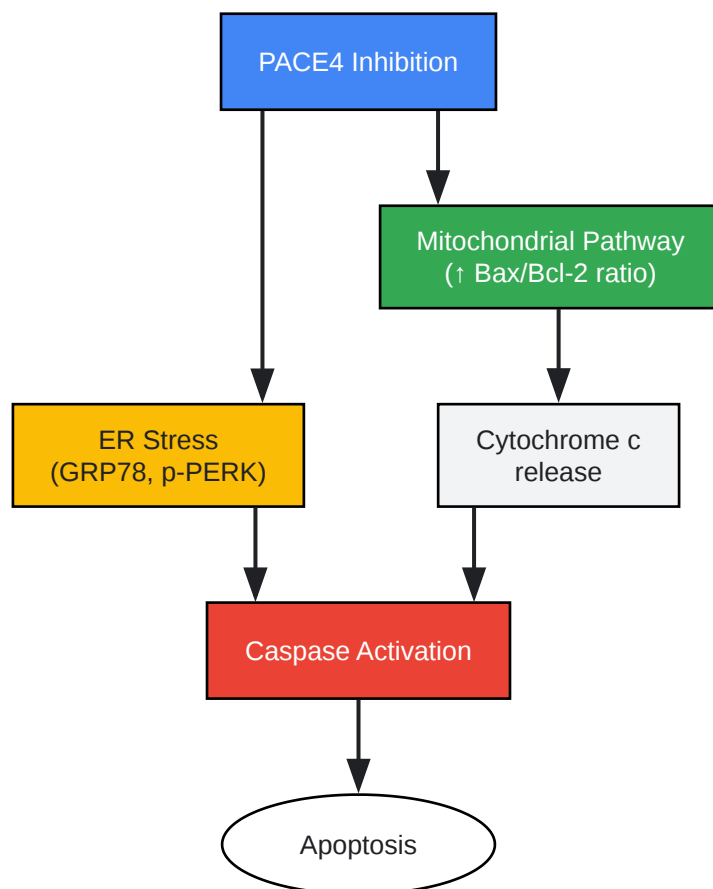 PACE4 Inhibition
Mitochondrial Pathway
(↑ Bax/Bcl-2 ratio)
ER Stress
(GRP78, p-PERK)
Cytochrome c
release
Caspase Activation
Apoptosis